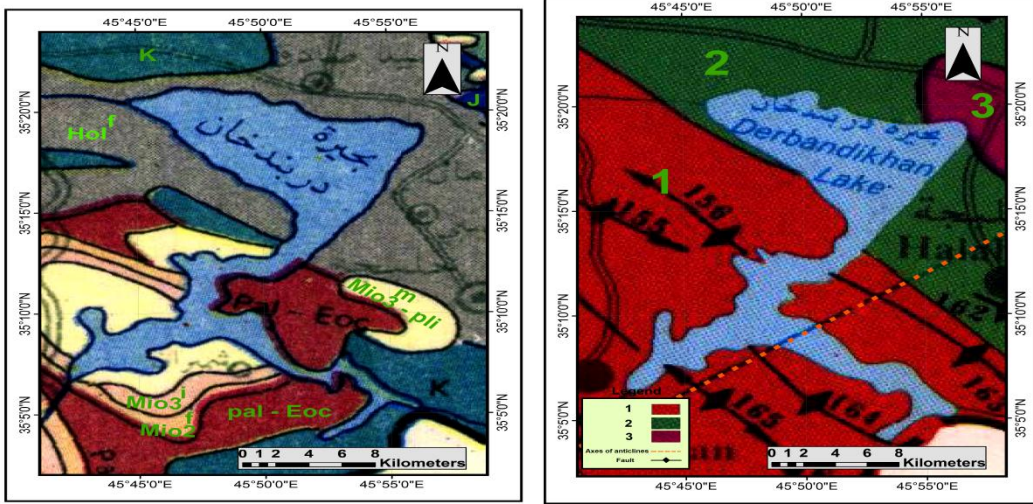 45°45'0"E
45°50'0"E
45°55'0"E
35°20'0"N
35°15'0"N
35°10'0"N
35°5'0"N
K
N
J
Hol f
بحيرة
دربندخان
Pal
Eoc
Mio3 m - pli
Mio3 i
Mio2 f
pal - Eoc
K
35°20'0"N
35°15'0"N
35°10'0"N
35°5'0"N
0 1 2 4 6 8
Kilometers
45°45'0"E
45°50'0"E
45°55'0"E
45°45'0"E
45°50'0"E
45°55'0"E
35°20'0"N
35°15'0"N
35°10'0"N
35°5'0"N
N
2
3
بحيرة دربندخان
Derbandikhan
Lake
1
155
156
162
163
164
165
Legend
1
2
3
Axes of anticlines
Fault
35°20'0"N
35°15'0"N
35°10'0"N
35°5'0"N
0 1 2 4 6 8
Kilometers
45°45'0"E
45°50'0"E
45°55'0"E